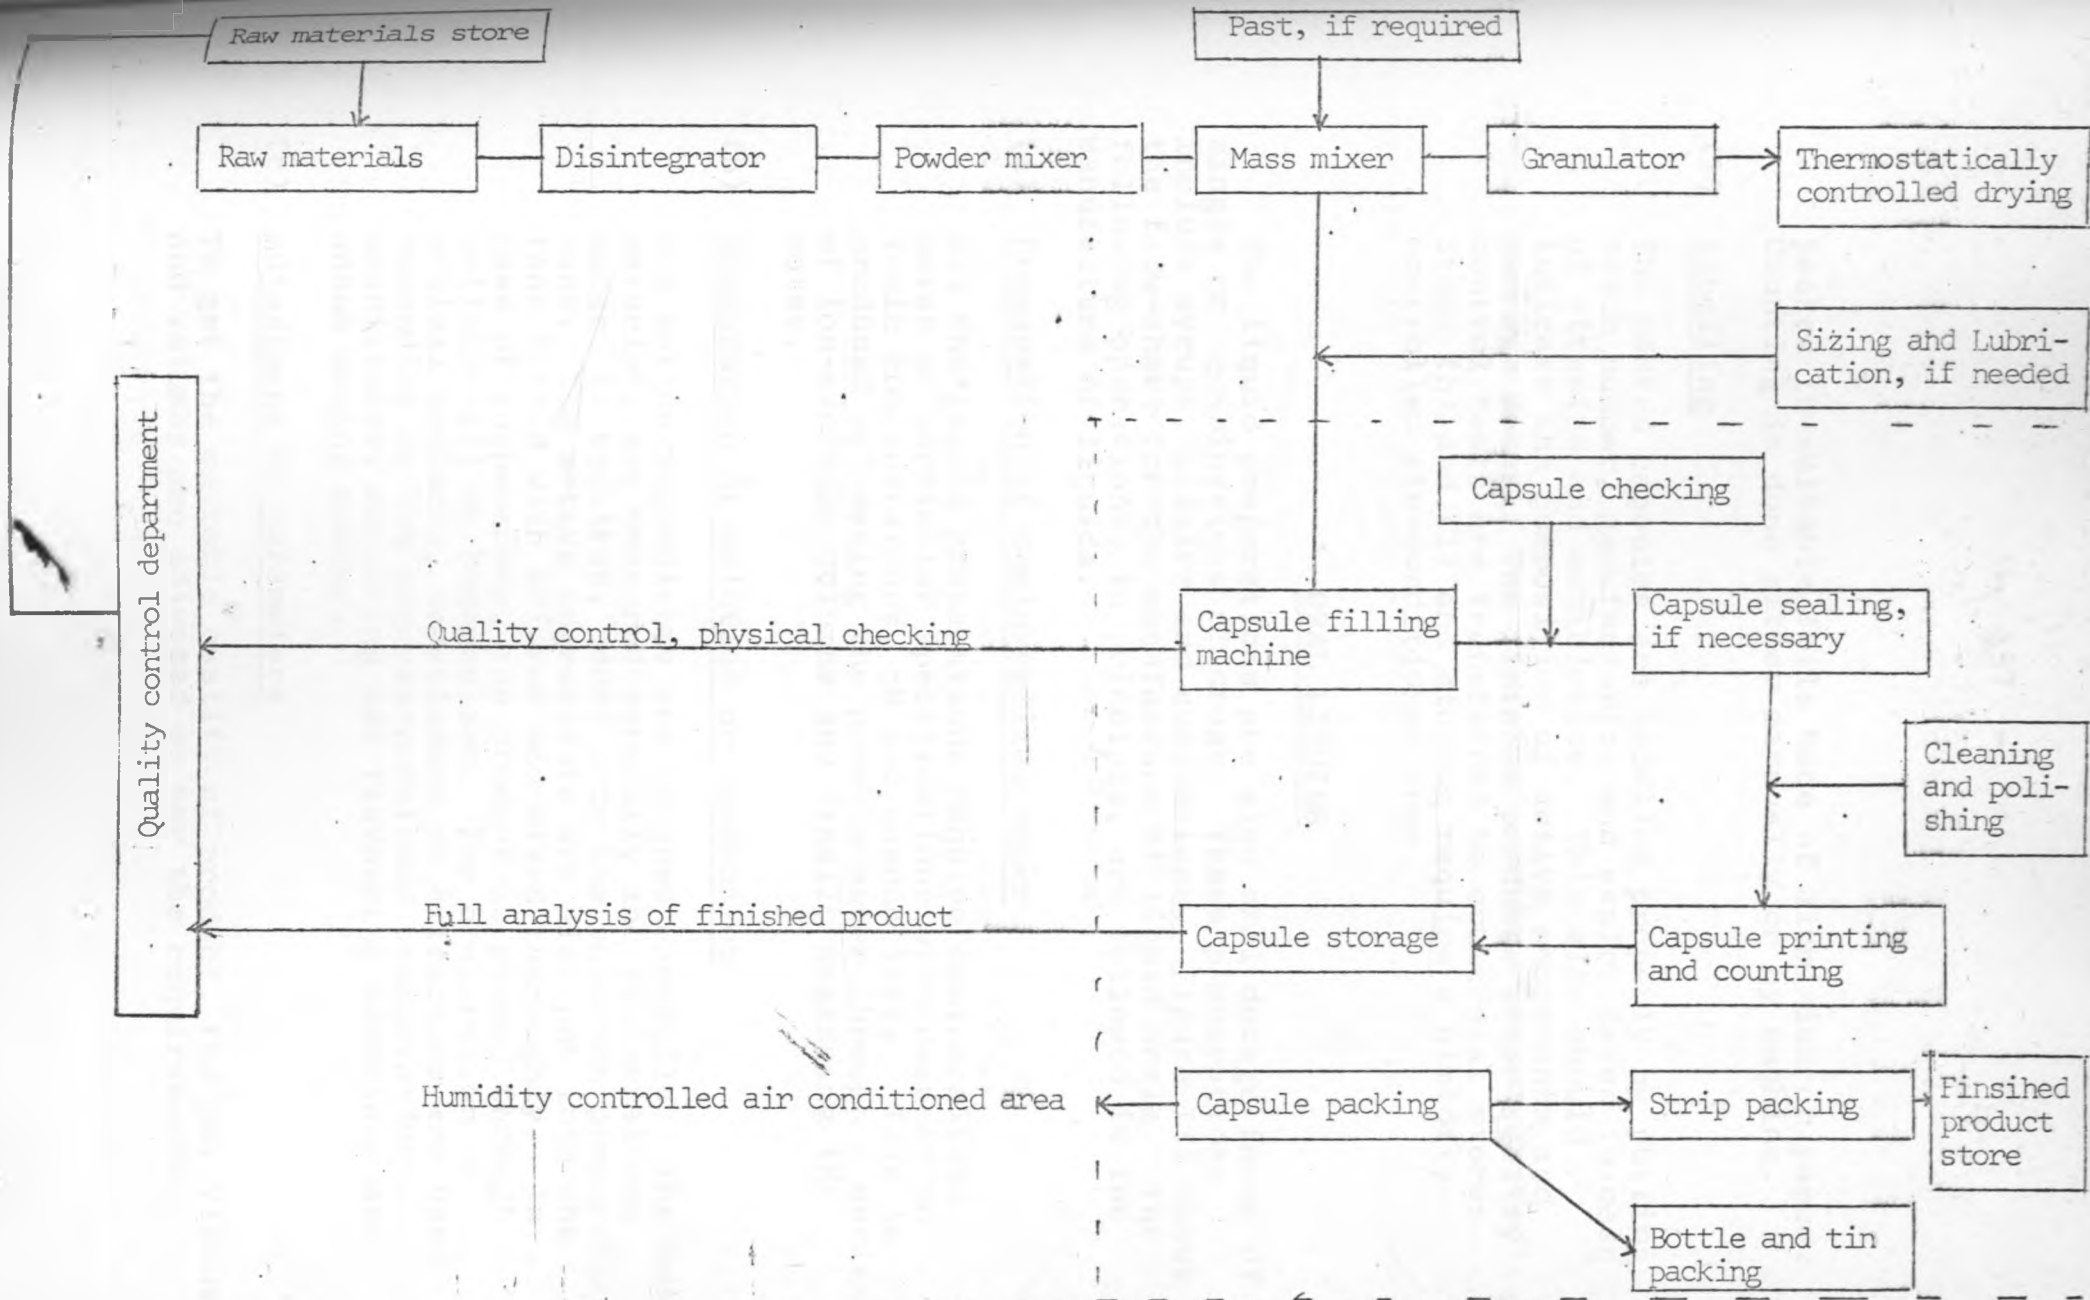 Raw materials store
Past, if required
Raw materials
Disintegrator
Powder mixer
Mass mixer
Granulator
Thermostatically
controlled drying
Sizing and Lubri-
cation, if needed
Capsule checking
Quality control department
Quality control, physical checking
Capsule filling
machine
Capsule sealing,
if necessary
Cleaning
and poli-
shing
Full analysis of finished product
Capsule storage
Capsule printing
and counting
Humidity controlled air conditioned area
Capsule packing
Strip packing
Finsihed
product
store
Bottle and tin
packing